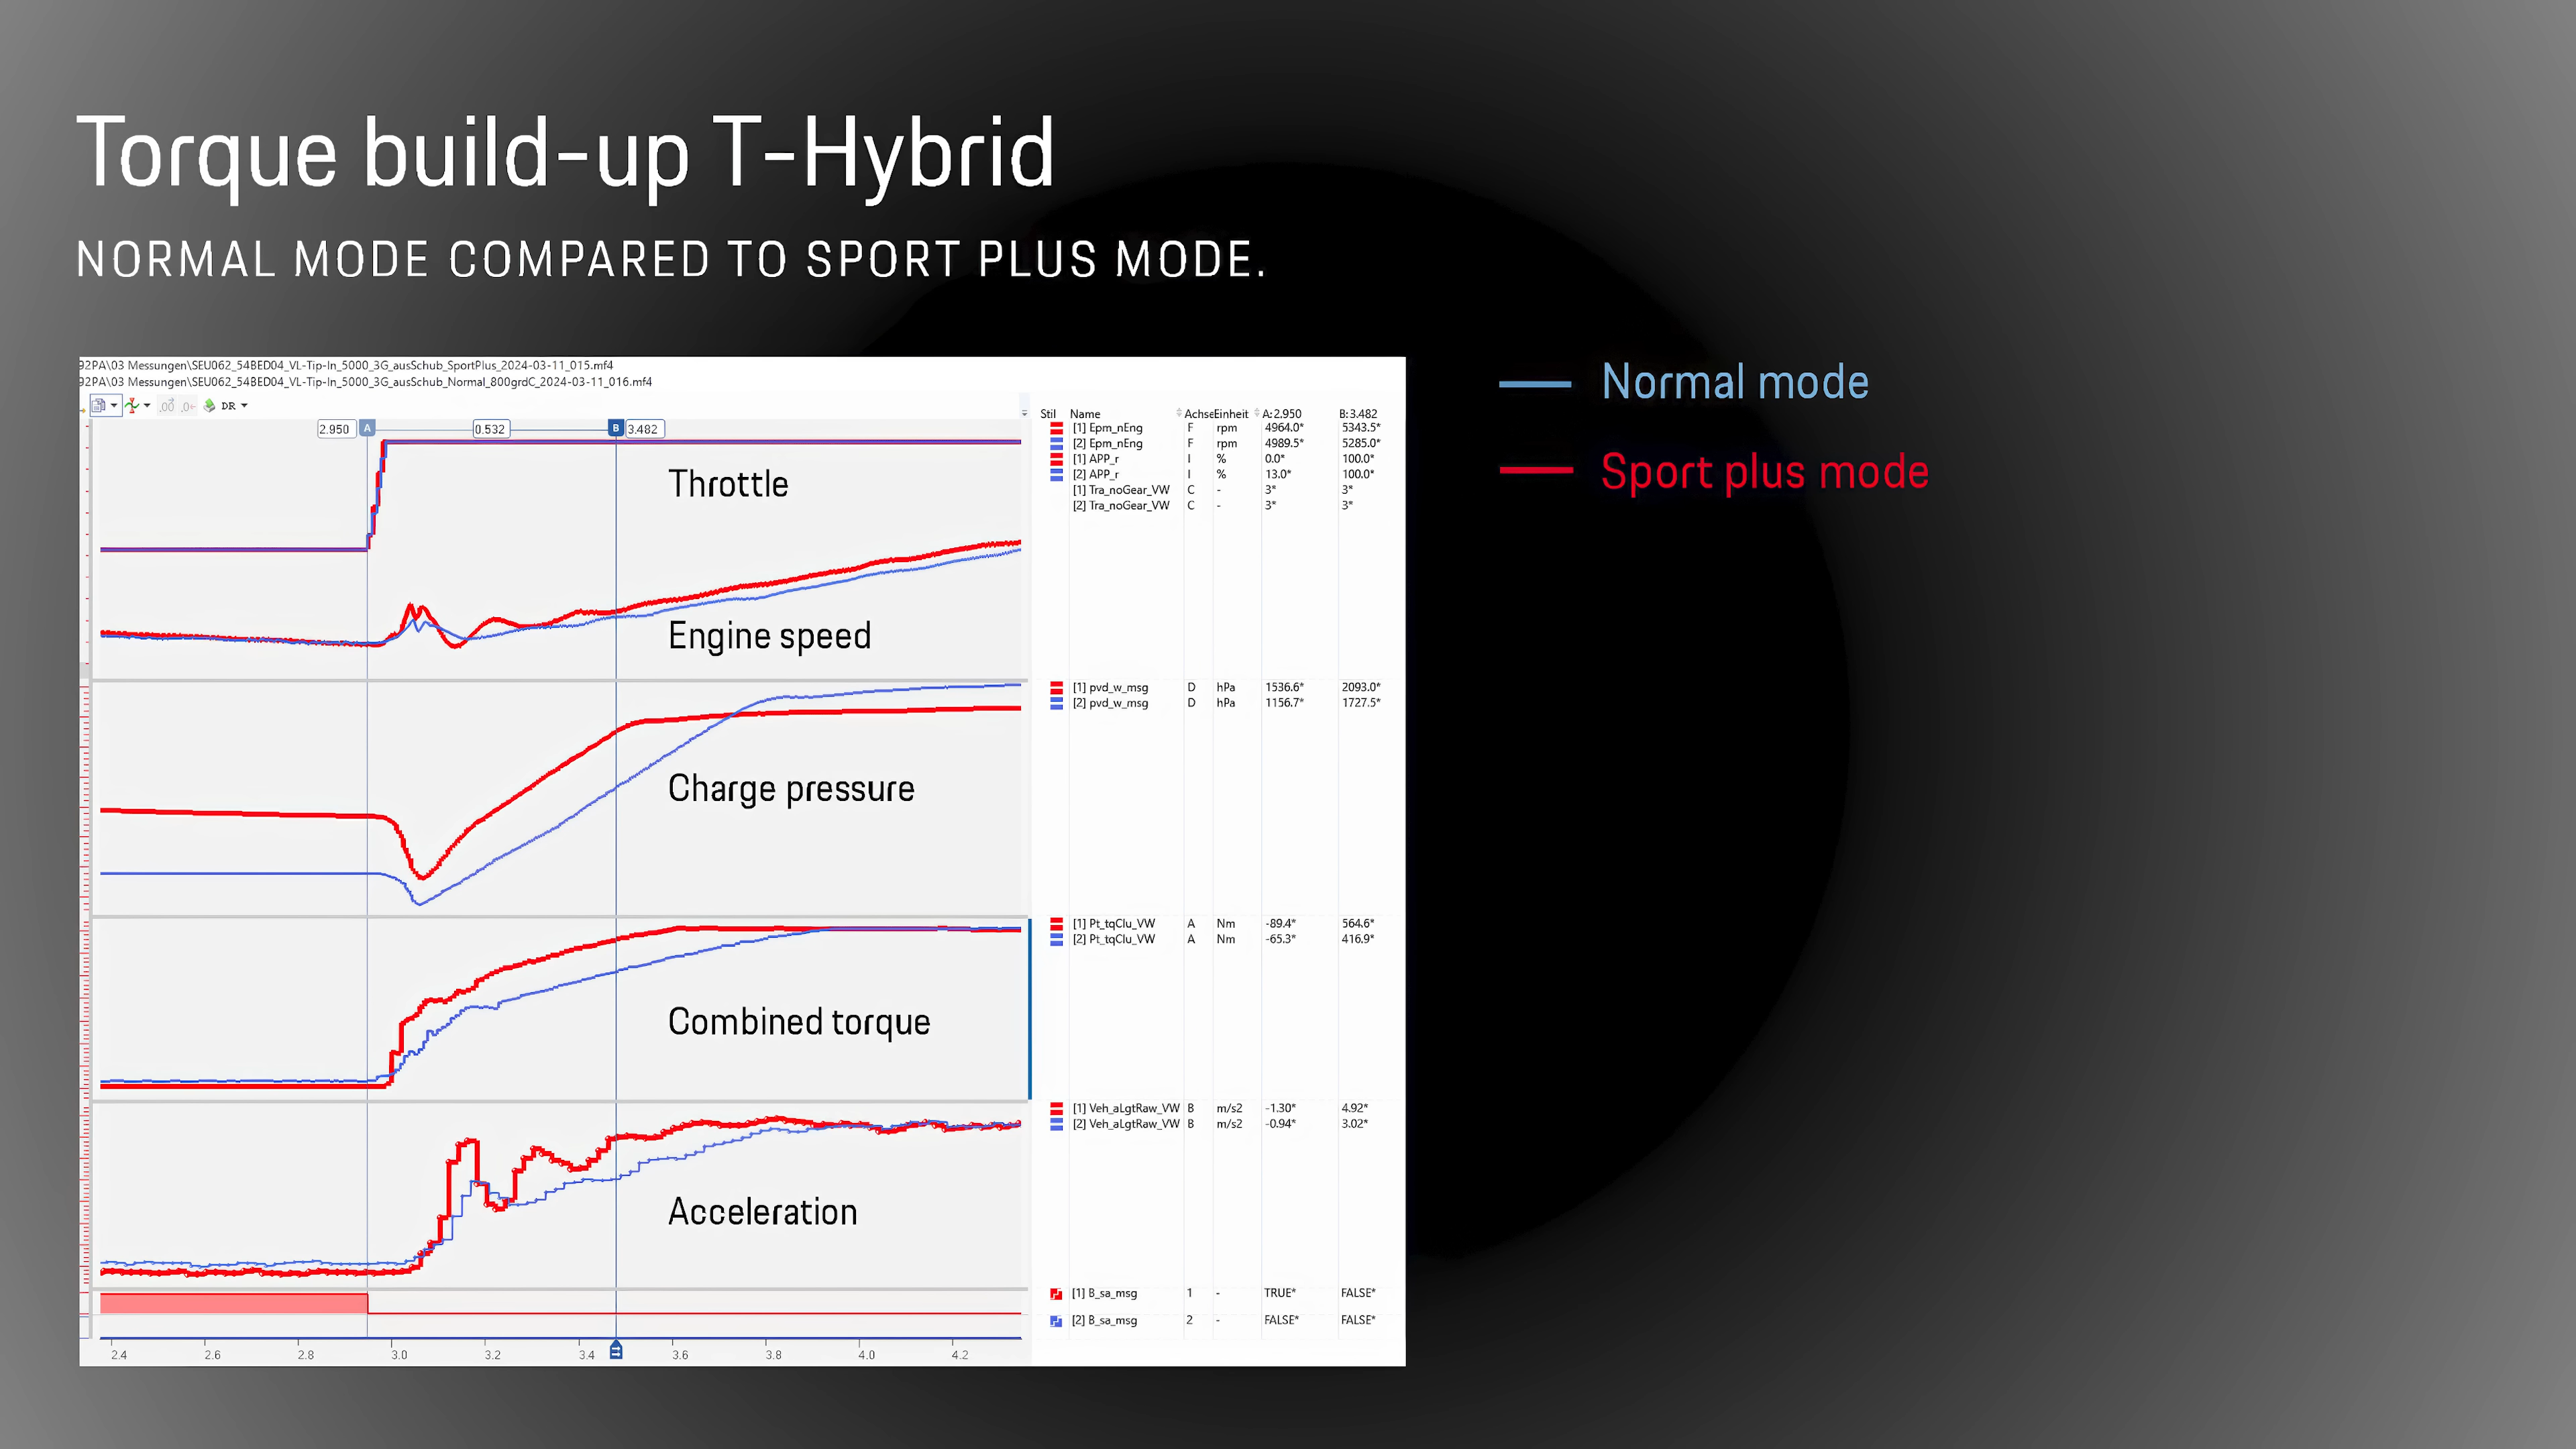 Torque build-up T-Hybrid
NORMAL MODE COMPARED TO SPORT PLUS MODE.
92PA\03 Messungen\SEU062_54BED04_VL-Tip-In_5000_3G_ausSchub_SportPlus_2024-03-11_015.mf4
92PA\03 Messungen\SEU062_54BED04_VL-Tip-In_5000_3G_ausSchub_Normal_800grdC_2024-03-11_016.mf4
DR
2.950 A 0.532 B 3.482
Throttle
Engine speed
Charge pressure
Combined torque
Acceleration
2.4 2.6 2.8 3.0 3.2 3.4 3.6 3.8 4.0 4.2
Stil Name Achse Einheit A:2.950 B:3.482
[1] Epm_nEng F rpm 4964.0* 5343.5*
[2] Epm_nEng F rpm 4989.5* 5285.0*
[1] APP_r I % 0.0* 100.0*
[2] APP_r I % 13.0* 100.0*
[1] Tra_noGear_VW C - 3* 3*
[2] Tra_noGear_VW C - 3* 3*
[1] pvd_w_msg D hPa 1536.6* 2093.0*
[2] pvd_w_msg D hPa 1156.7* 1727.5*
[1] Pt_tqClu_VW A Nm -89.4* 564.6*
[2] Pt_tqClu_VW A Nm -65.3* 416.9*
[1] Veh_aLgtRaw_VW B m/s2 -1.30* 4.92*
[2] Veh_aLgtRaw_VW B m/s2 -0.94* 3.02*
[1] B_sa_msg 1 - TRUE* FALSE*
[2] B_sa_msg 2 - FALSE* FALSE*
Normal mode
Sport plus mode